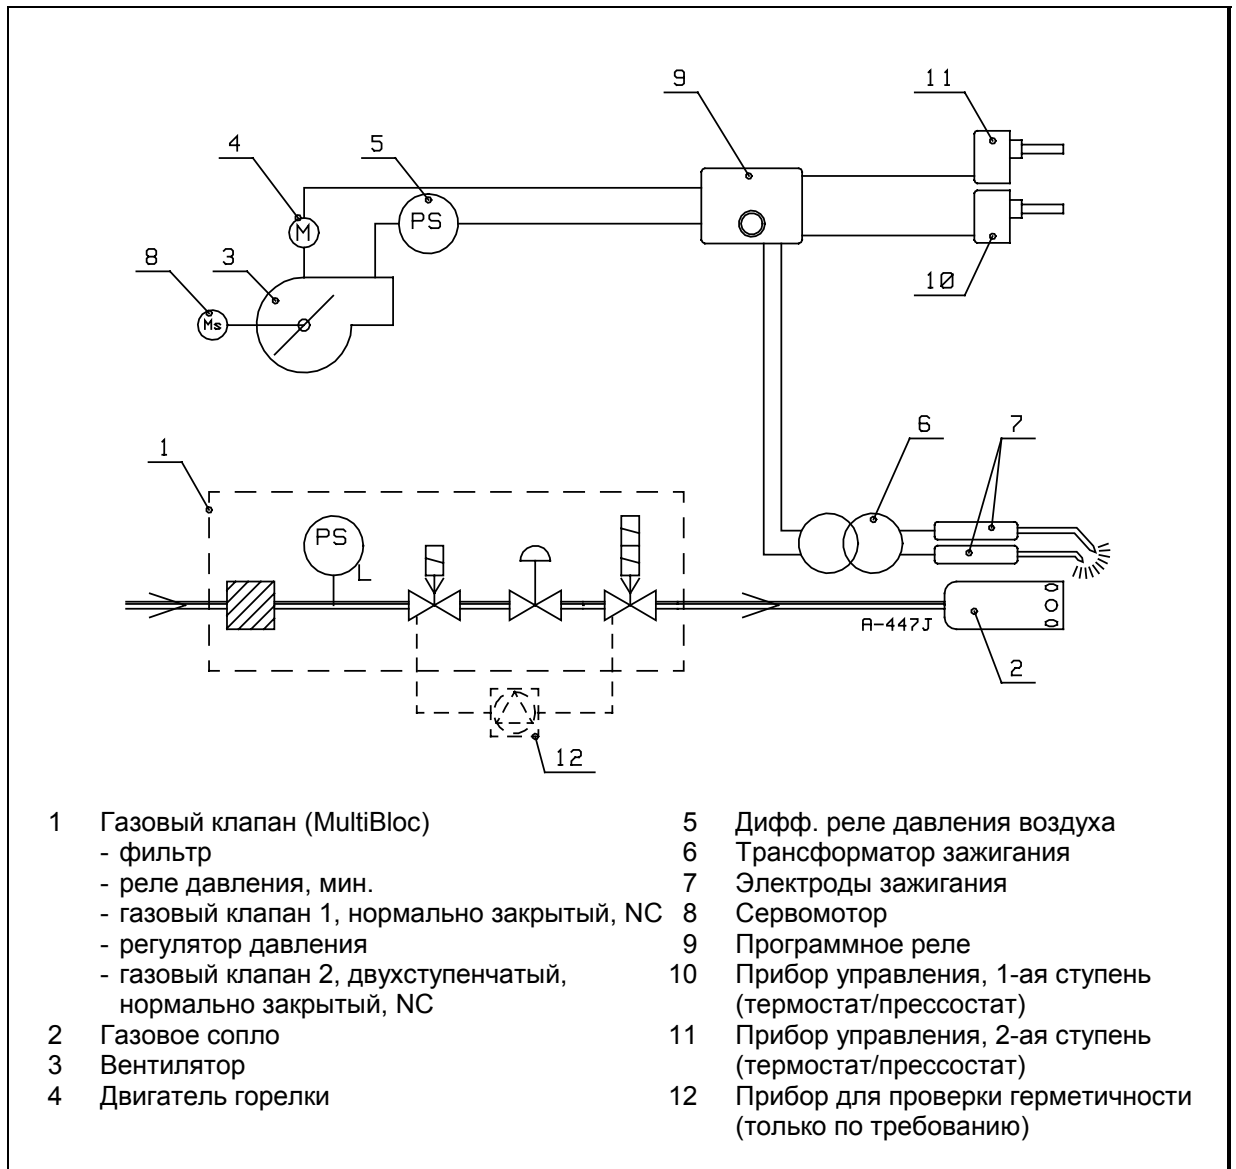 9
11
4
5
M
PS
8
3
10
Ms
6
7
1
PS
L
A-447J
2
12
1 Газовый клапан (MultiBloc)
- фильтр
- реле давления, мин.
- газовый клапан 1, нормально закрытый, NC
- регулятор давления
- газовый клапан 2, двухступенчатый,
нормально закрытый, NC
2 Газовое сопло
3 Вентилятор
4 Двигатель горелки
5 Дифф. реле давления воздуха
6 Трансформатор зажигания
7 Электроды зажигания
8 Сервомотор
9 Программное реле
10 Прибор управления, 1-ая ступень
(термостат/прессостат)
11 Прибор управления, 2-ая ступень
(термостат/прессостат)
12 Прибор для проверки герметичности
(только по требованию)